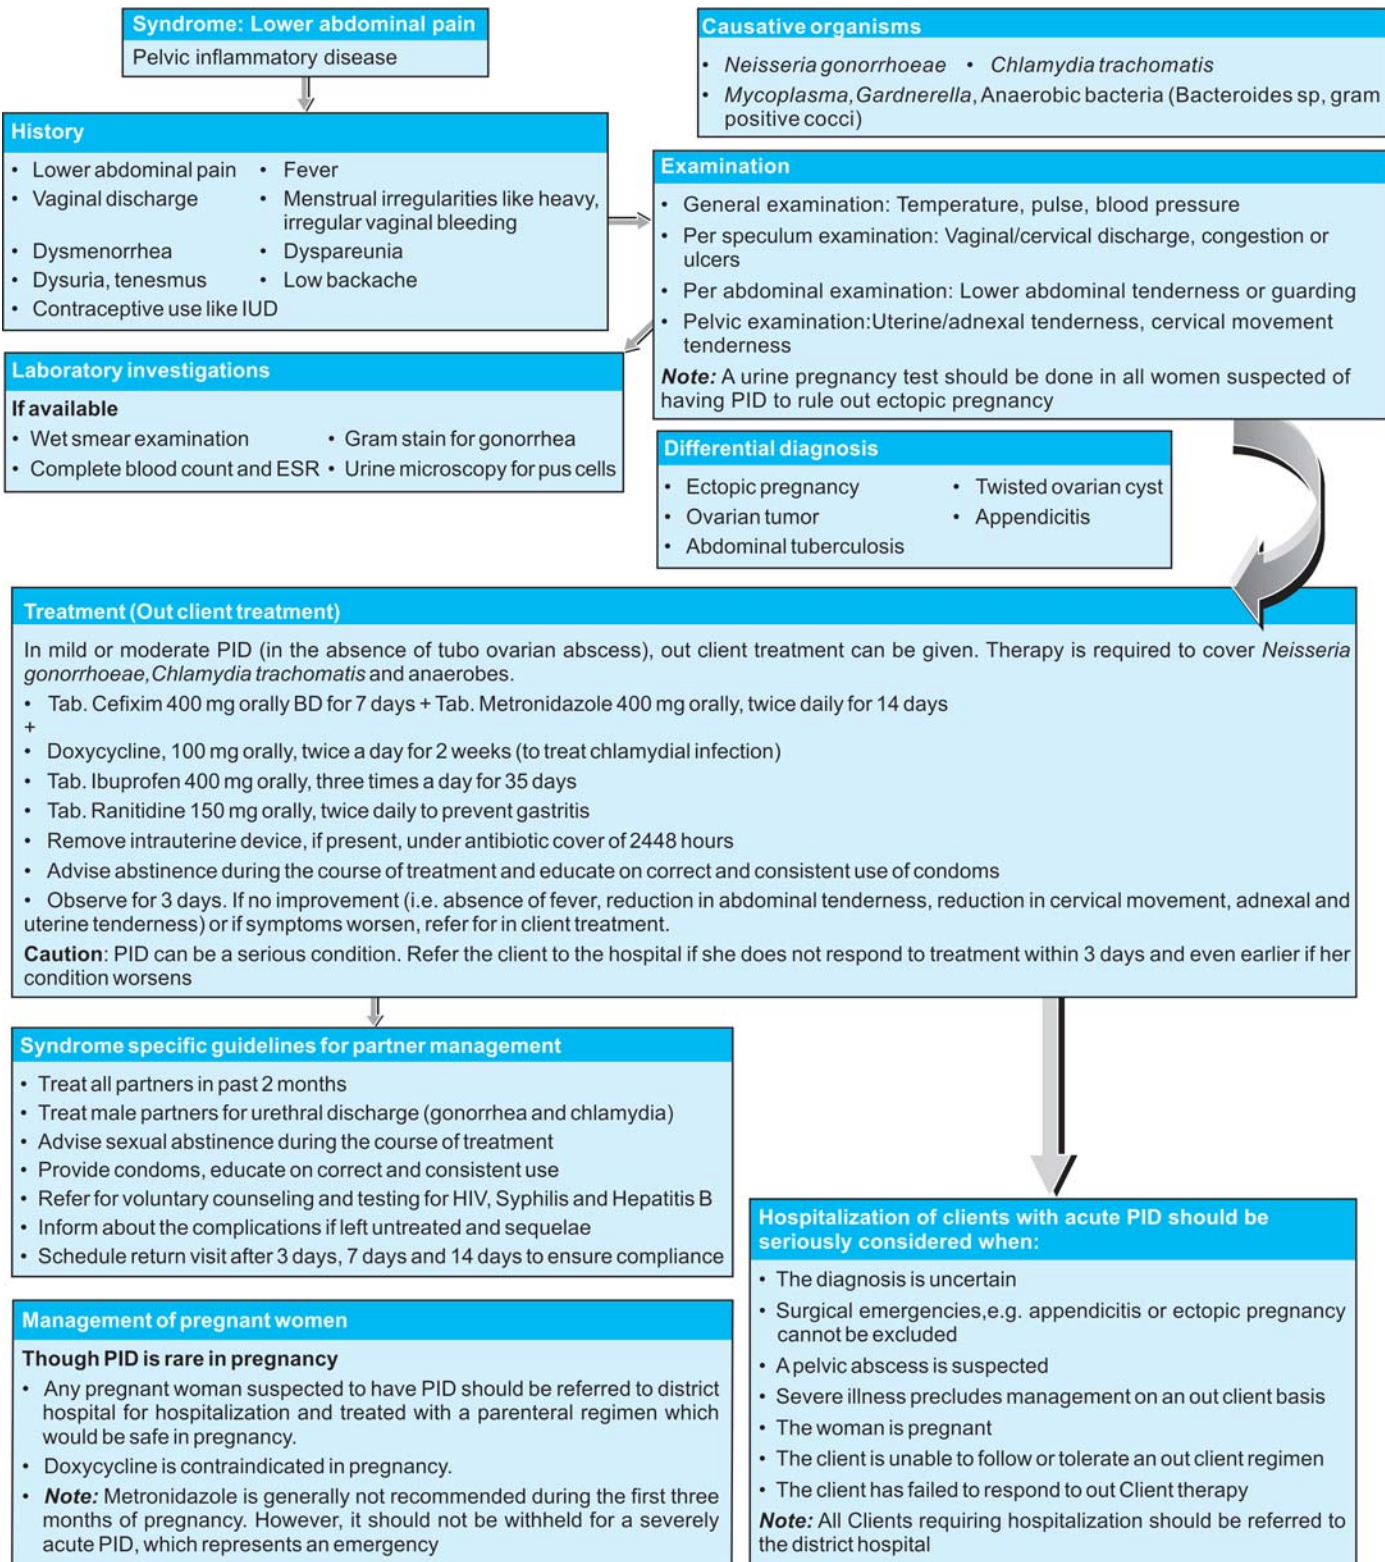 Syndrome: Lower abdominal pain
Pelvic inflammatory disease
Causative organisms
• Neisseria gonorrhoeae • Chlamydia trachomatis
• Mycoplasma, Gardnerella, Anaerobic bacteria (Bacteroides sp, gram
positive cocci)
History
• Lower abdominal pain • Fever
• Vaginal discharge • Menstrual irregularities like heavy,
irregular vaginal bleeding
• Dysmenorrhea • Dyspareunia
• Dysuria, tenesmus • Low backache
• Contraceptive use like IUD
Examination
• General examination: Temperature, pulse, blood pressure
• Per speculum examination: Vaginal/cervical discharge, congestion or
ulcers
• Per abdominal examination: Lower abdominal tenderness or guarding
• Pelvic examination:Uterine/adnexal tenderness, cervical movement
tenderness
Note: A urine pregnancy test should be done in all women suspected of
having PID to rule out ectopic pregnancy
Laboratory investigations
If available
• Wet smear examination • Gram stain for gonorrhea
• Complete blood count and ESR • Urine microscopy for pus cells
Differential diagnosis
• Ectopic pregnancy • Twisted ovarian cyst
• Ovarian tumor • Appendicitis
• Abdominal tuberculosis
Treatment (Out client treatment)
In mild or moderate PID (in the absence of tubo ovarian abscess), out client treatment can be given. Therapy is required to cover Neisseria
gonorrhoeae, Chlamydia trachomatis and anaerobes.
• Tab. Cefixim 400 mg orally BD for 7 days + Tab. Metronidazole 400 mg orally, twice daily for 14 days
+
• Doxycycline, 100 mg orally, twice a day for 2 weeks (to treat chlamydial infection)
• Tab. Ibuprofen 400 mg orally, three times a day for 35 days
• Tab. Ranitidine 150 mg orally, twice daily to prevent gastritis
• Remove intrauterine device, if present, under antibiotic cover of 2448 hours
• Advise abstinence during the course of treatment and educate on correct and consistent use of condoms
• Observe for 3 days. If no improvement (i.e. absence of fever, reduction in abdominal tenderness, reduction in cervical movement, adnexal and
uterine tenderness) or if symptoms worsen, refer for in client treatment.
Caution: PID can be a serious condition. Refer the client to the hospital if she does not respond to treatment within 3 days and even earlier if her
condition worsens
Syndrome specific guidelines for partner management
• Treat all partners in past 2 months
• Treat male partners for urethral discharge (gonorrhea and chlamydia)
• Advise sexual abstinence during the course of treatment
• Provide condoms, educate on correct and consistent use
• Refer for voluntary counseling and testing for HIV, Syphilis and Hepatitis B
• Inform about the complications if left untreated and sequelae
• Schedule return visit after 3 days, 7 days and 14 days to ensure compliance
Management of pregnant women
Though PID is rare in pregnancy
• Any pregnant woman suspected to have PID should be referred to district
hospital for hospitalization and treated with a parenteral regimen which
would be safe in pregnancy.
• Doxycycline is contraindicated in pregnancy.
• Note: Metronidazole is generally not recommended during the first three
months of pregnancy. However, it should not be withheld for a severely
acute PID, which represents an emergency
Hospitalization of clients with acute PID should be
seriously considered when:
• The diagnosis is uncertain
• Surgical emergencies,e.g. appendicitis or ectopic pregnancy
cannot be excluded
• A pelvic abscess is suspected
• Severe illness precludes management on an out client basis
• The woman is pregnant
• The client is unable to follow or tolerate an out client regimen
• The client has failed to respond to out Client therapy
Note: All Clients requiring hospitalization should be referred to
the district hospital